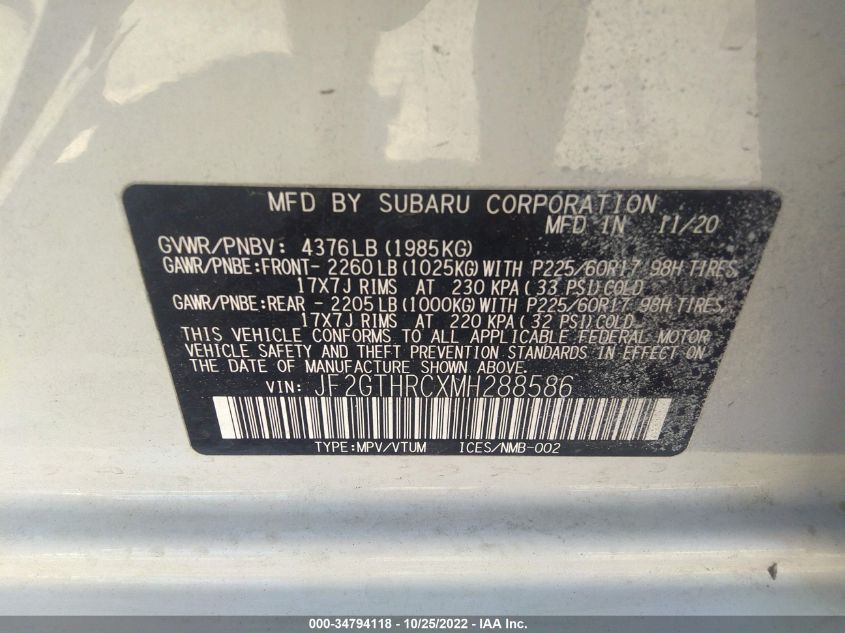 MFD BY SUBARU CORPORATION
MFD IN 11/20
GVWR/PNBV: 4376LB (1985KG)
GAWR/PNBE:FRONT- 2260LB (1025KG)WITH P225/60R17 98H TIRES,
17X7J RIMS AT 230 KPA ( 33 PSI)COLD
GAWR/PNBE:REAR - 2205LB (1000KG)WITH P225/60R17 98H TIRES,
17X7J RIMS AT 220 KPA ( 32 PSI)COLD
THIS VEHICLE CONFORMS TO ALL APPLICABLE FEDERAL MOTOR
VEHICLE SAFETY AND THEFT PREVENTION STANDARDS IN EFFECT ON
THE DATE OF MANUFACTURE SHOWN ABOVE.
VIN: JF2GTHRCXMH288586
TYPE:MPV/VTUM ICES/NMB-002
000-34794118 - 10/25/2022 - IAA Inc.